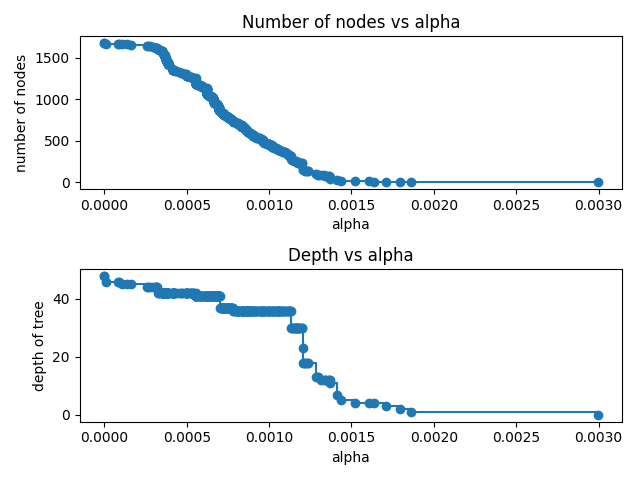 Number of nodes vs alpha
number of nodes
1500
1000
500
0
0.0000 0.0005 0.0010 0.0015 0.0020 0.0025 0.0030
alpha
Depth vs alpha
depth of tree
40
20
0
0.0000 0.0005 0.0010 0.0015 0.0020 0.0025 0.0030
alpha